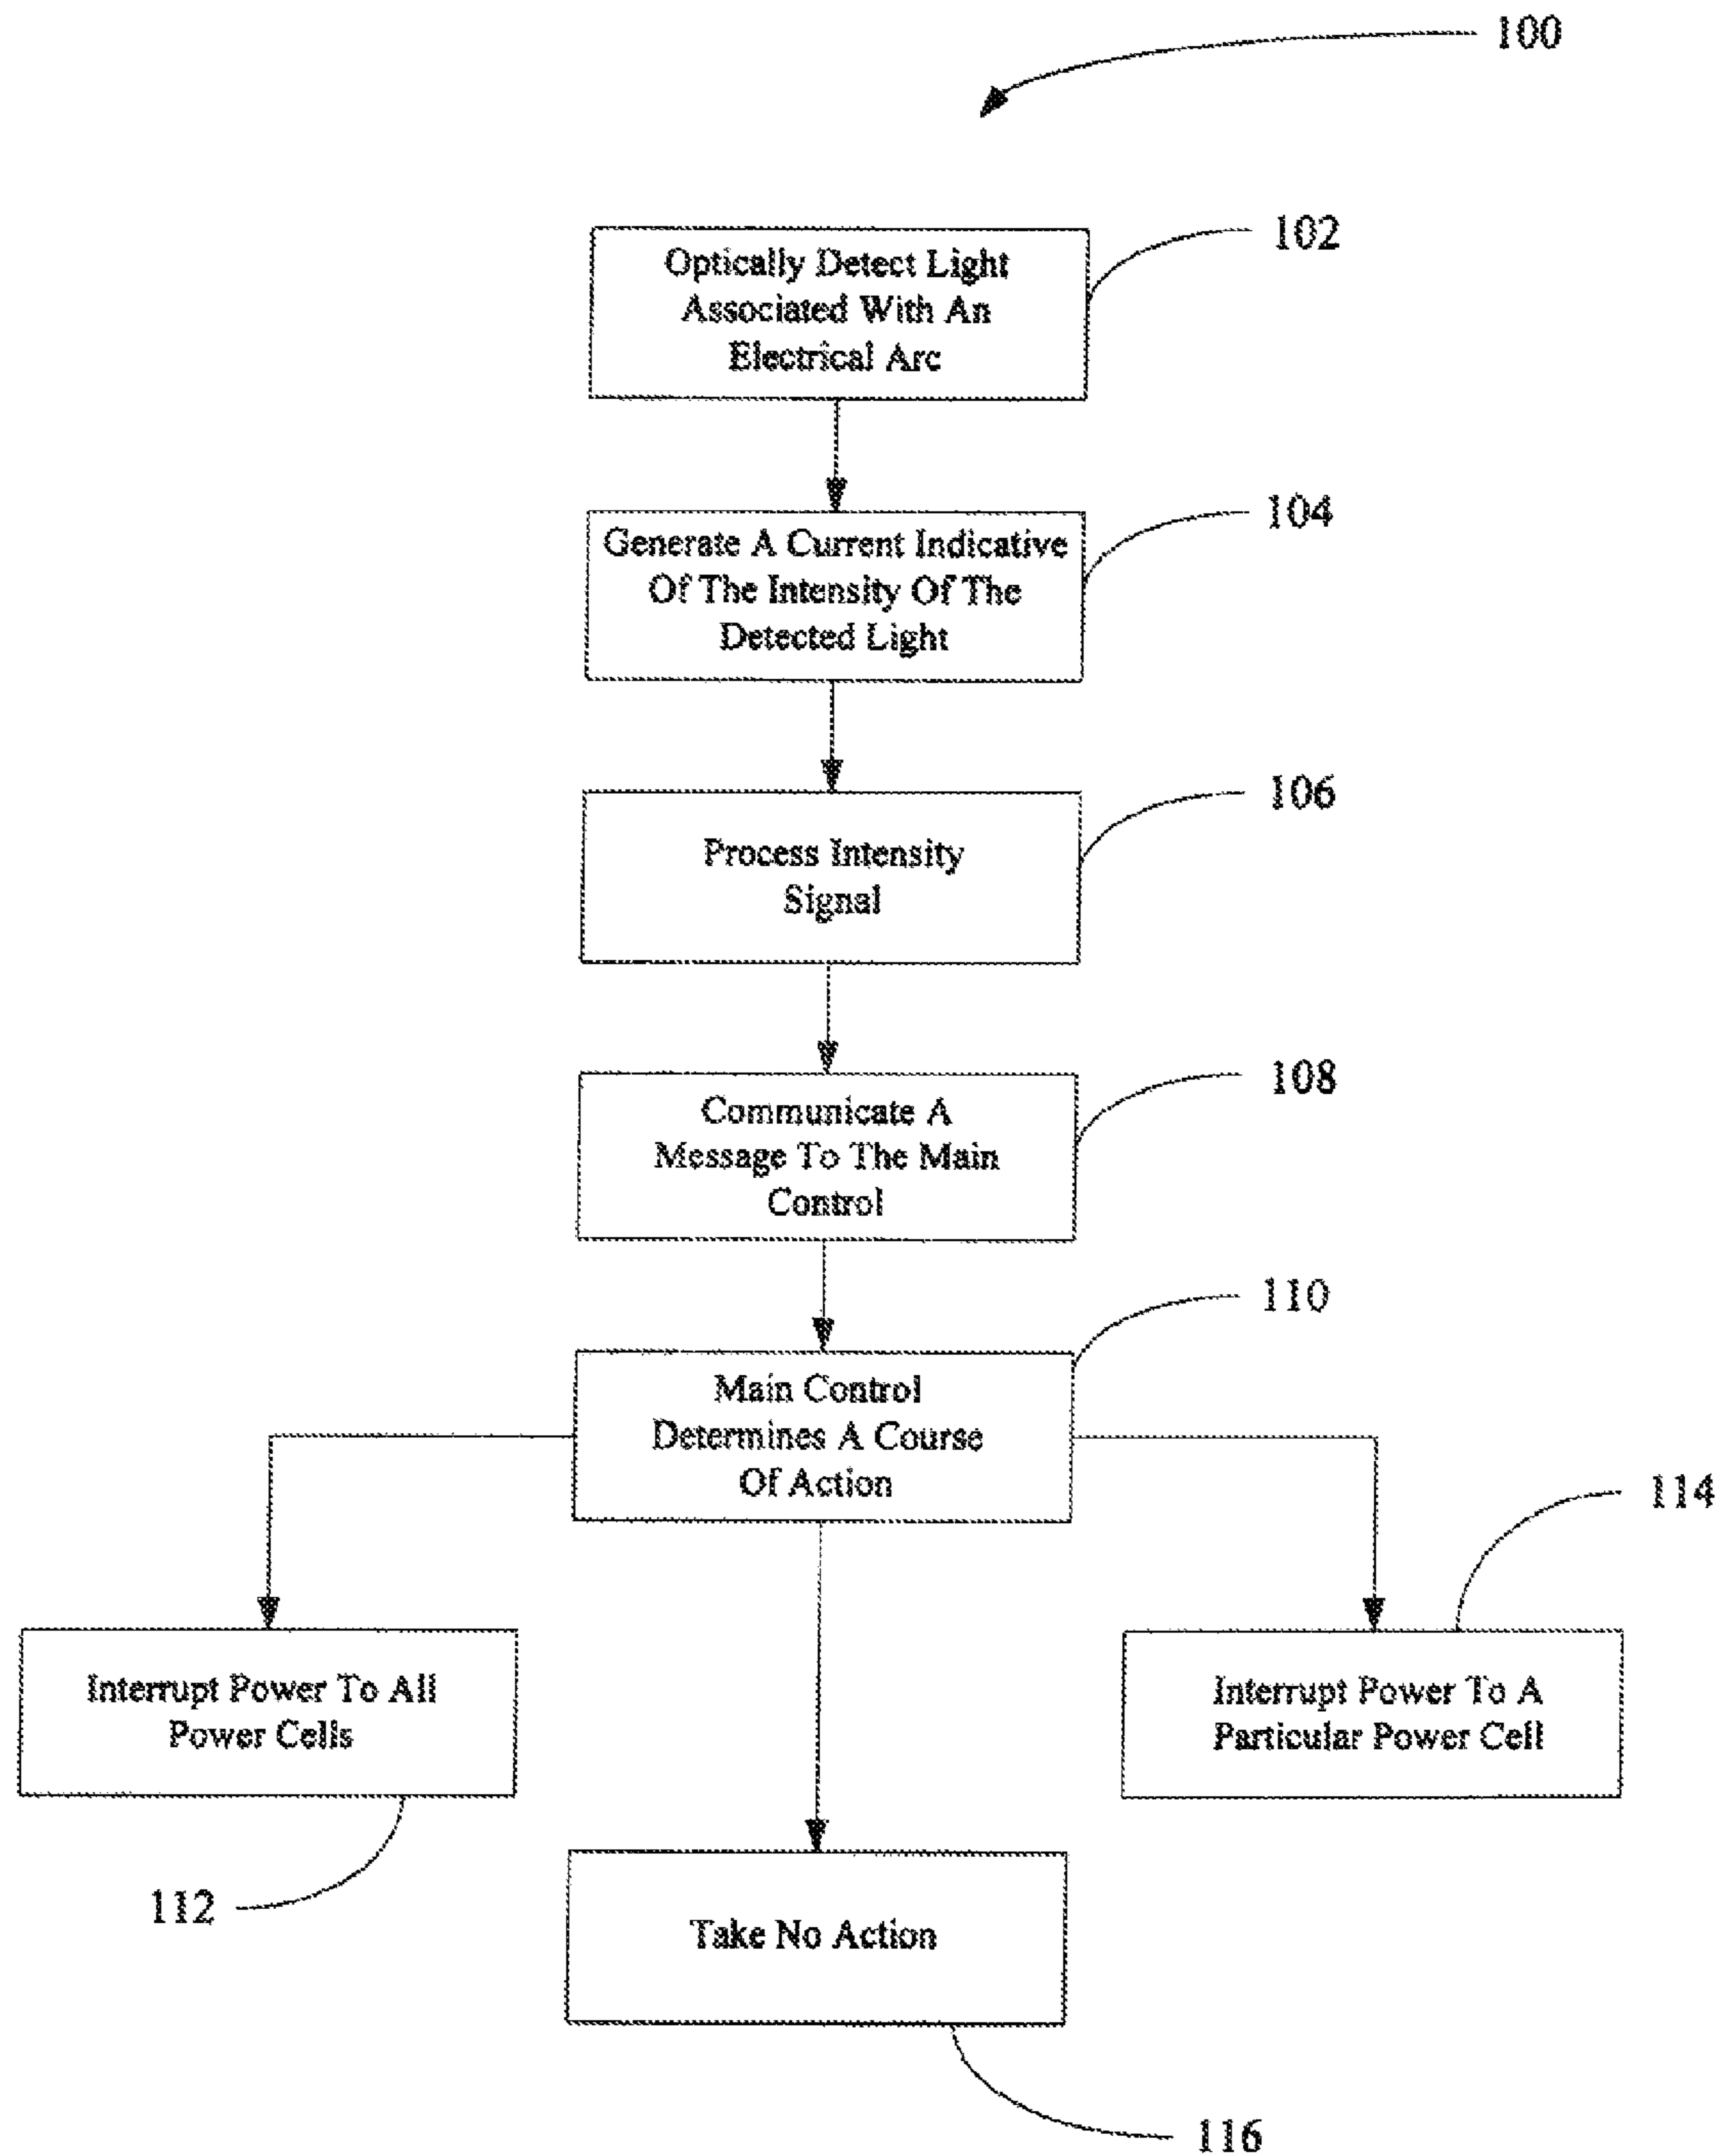 100
102
Optically Detect Light
Associated With An
Electrical Arc
104
Generate A Current Indicative
Of The Intensity Of The
Detected Light
106
Process Intensity
Signal
108
Communicate A
Message To The Main
Control
110
Main Control
Determines A Course
Of Action
114
Interrupt Power To All
Power Cells
Interrupt Power To A
Particular Power Cell
112
Take No Action
116